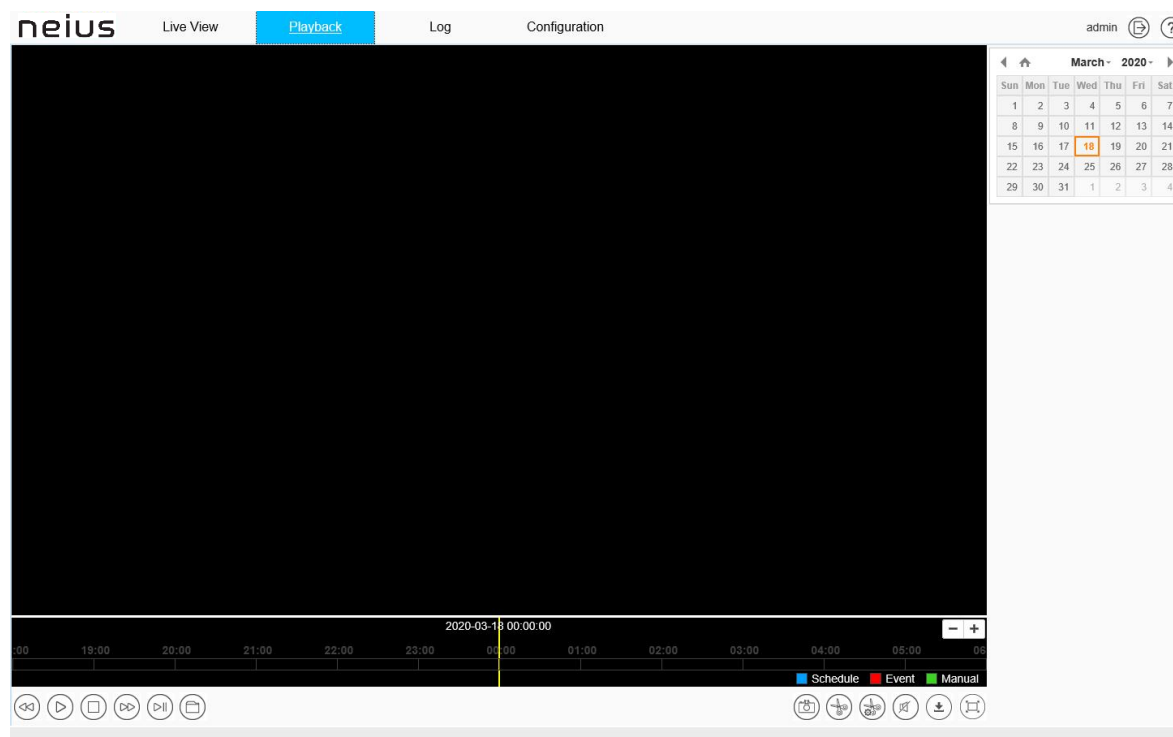 neius Live View Playback Log Configuration admin ?
March 2020
Sun Mon Tue Wed Thu Fri Sat
1 2 3 4 5 6 7
8 9 10 11 12 13 14
15 16 17 18 19 20 21
22 23 24 25 26 27 28
29 30 31 1 2 3 4
2020-03-18 00:00:00 - +
:00 19:00 20:00 21:00 22:00 23:00 00:00 01:00 02:00 03:00 04:00 05:00 06
Schedule Event Manual